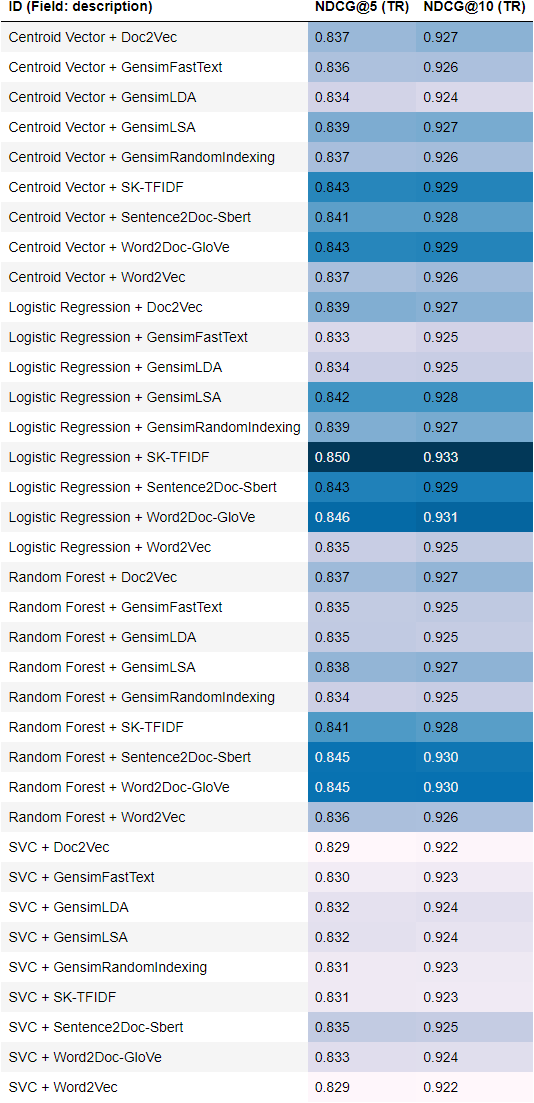 ID (Field: description) NDCG@5 (TR) NDCG@10 (TR)
Centroid Vector + Doc2Vec 0.837 0.927
Centroid Vector + GensimFastText 0.836 0.926
Centroid Vector + GensimLDA 0.834 0.924
Centroid Vector + GensimLSA 0.839 0.927
Centroid Vector + GensimRandomIndexing 0.837 0.926
Centroid Vector + SK-TFIDF 0.843 0.929
Centroid Vector + Sentence2Doc-Sbert 0.841 0.928
Centroid Vector + Word2Doc-GloVe 0.843 0.929
Centroid Vector + Word2Vec 0.837 0.926
Logistic Regression + Doc2Vec 0.839 0.927
Logistic Regression + GensimFastText 0.833 0.925
Logistic Regression + GensimLDA 0.834 0.925
Logistic Regression + GensimLSA 0.842 0.928
Logistic Regression + GensimRandomIndexing 0.839 0.927
Logistic Regression + SK-TFIDF 0.850 0.933
Logistic Regression + Sentence2Doc-Sbert 0.843 0.929
Logistic Regression + Word2Doc-GloVe 0.846 0.931
Logistic Regression + Word2Vec 0.835 0.925
Random Forest + Doc2Vec 0.837 0.927
Random Forest + GensimFastText 0.835 0.925
Random Forest + GensimLDA 0.835 0.925
Random Forest + GensimLSA 0.838 0.927
Random Forest + GensimRandomIndexing 0.834 0.925
Random Forest + SK-TFIDF 0.841 0.928
Random Forest + Sentence2Doc-Sbert 0.845 0.930
Random Forest + Word2Doc-GloVe 0.845 0.930
Random Forest + Word2Vec 0.836 0.926
SVC + Doc2Vec 0.829 0.922
SVC + GensimFastText 0.830 0.923
SVC + GensimLDA 0.832 0.924
SVC + GensimLSA 0.832 0.924
SVC + GensimRandomIndexing 0.831 0.923
SVC + SK-TFIDF 0.831 0.923
SVC + Sentence2Doc-Sbert 0.835 0.925
SVC + Word2Doc-GloVe 0.833 0.924
SVC + Word2Vec 0.829 0.922